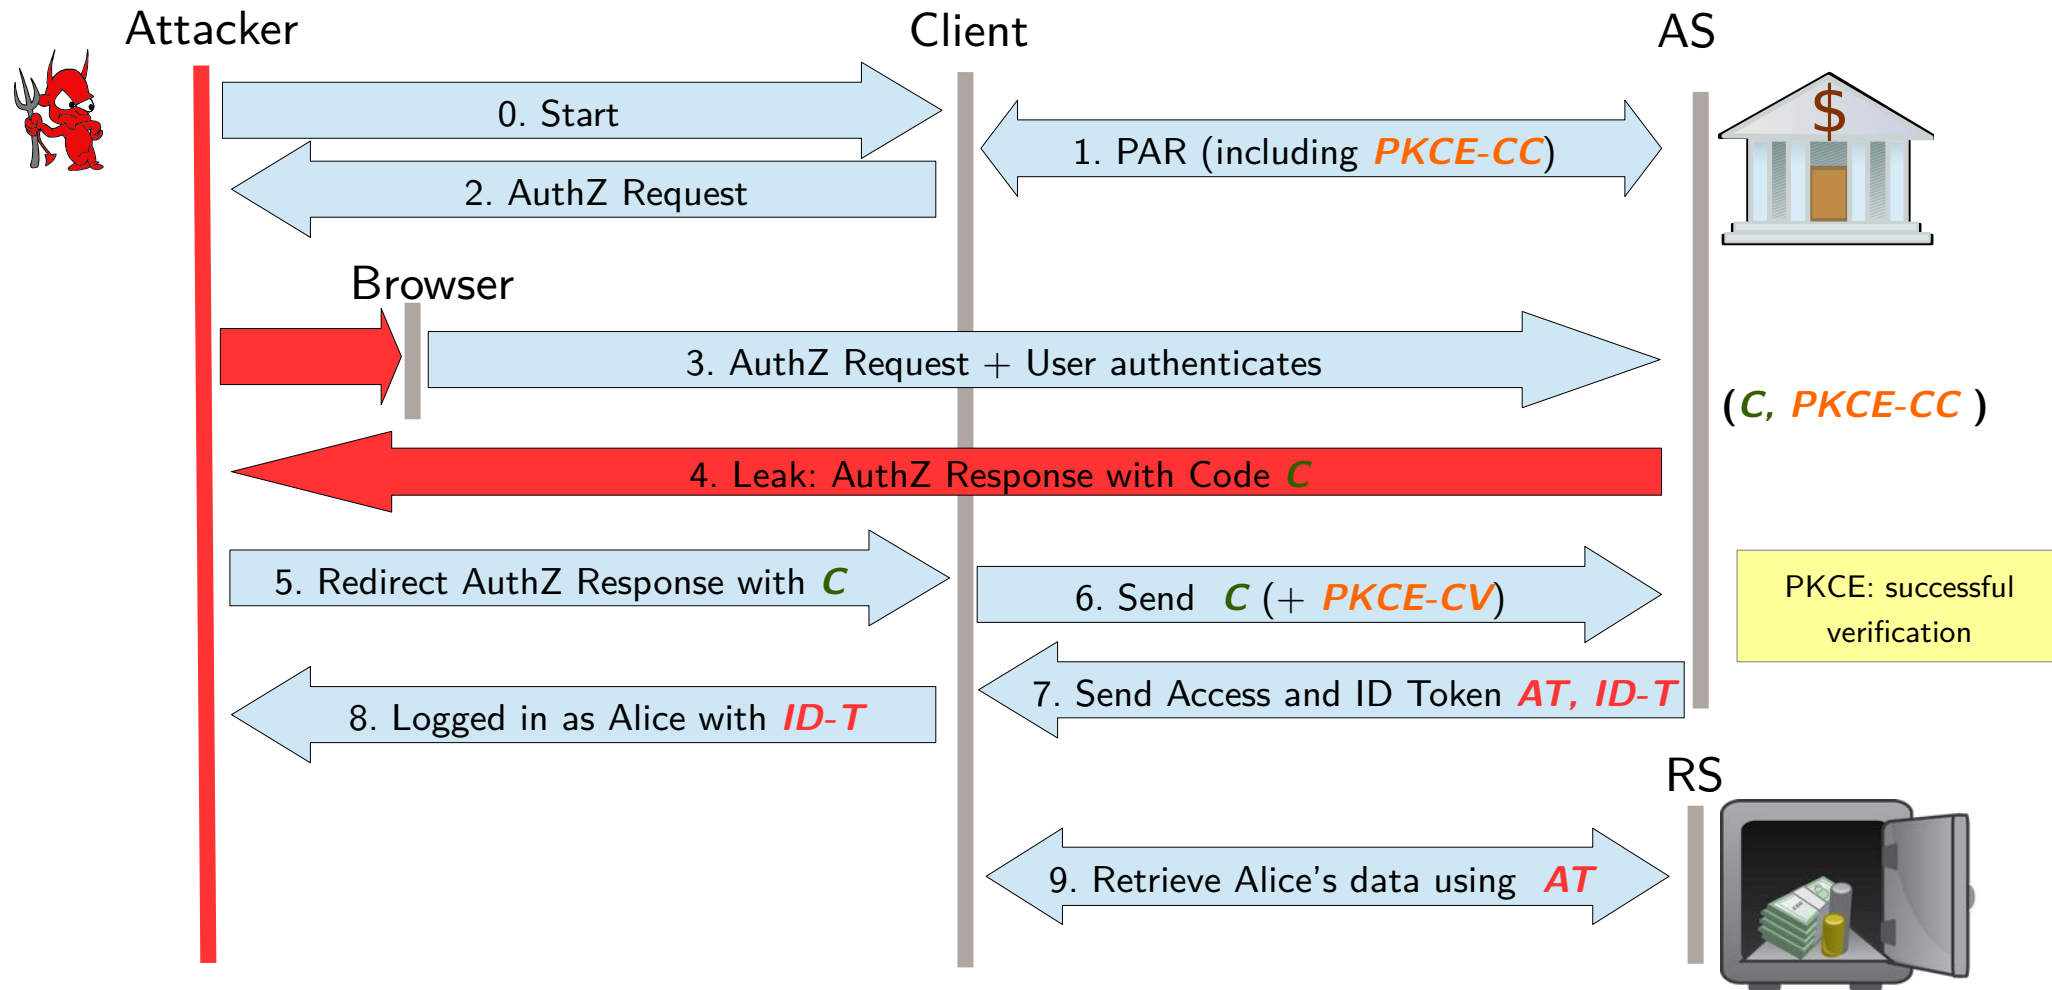 Attacker
Client
AS
0. Start
$
1. PAR (including PKCE-CC)
2. AuthZ Request
Browser
3. AuthZ Request + User authenticates
(C, PKCE-CC )
4. Leak: AuthZ Response with Code C
5. Redirect AuthZ Response with C
6. Send C (+ PKCE-CV)
PKCE: successful
verification
7. Send Access and ID Token AT, ID-T
8. Logged in as Alice with ID-T
RS
9. Retrieve Alice's data using AT